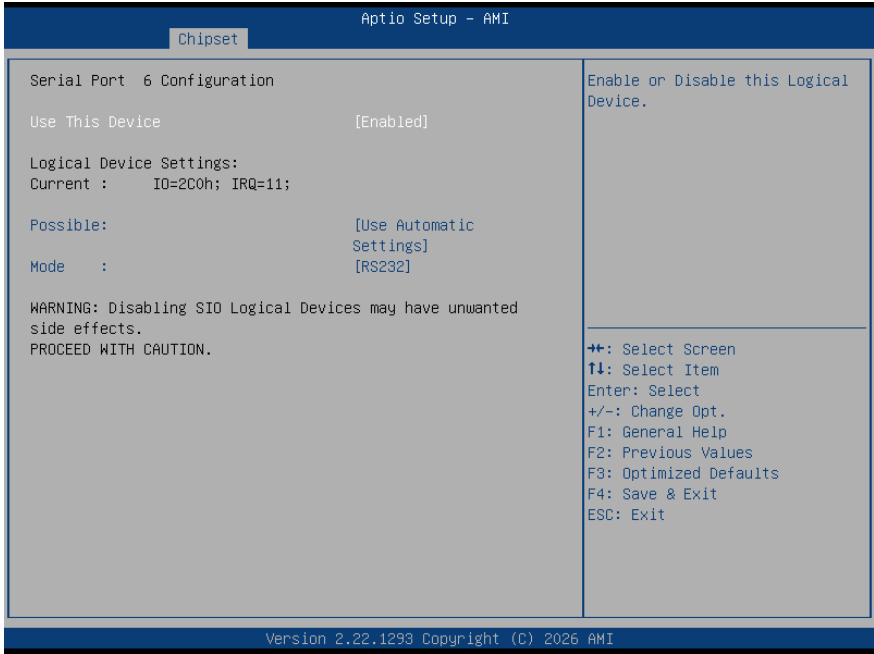 Aptio Setup – AMI
Chipset
Serial Port  6 Configuration
Use This Device [Enabled]
Logical Device Settings:
Current : IO=2C0h; IRQ=11;
Possible: [Use Automatic
Settings]
Mode : [RS232]
WARNING: Disabling SIO Logical Devices may have unwanted
side effects.
PROCEED WITH CAUTION.
Enable or Disable this Logical
Device.
→←: Select Screen
↑↓: Select Item
Enter: Select
+/-: Change Opt.
F1: General Help
F2: Previous Values
F3: Optimized Defaults
F4: Save & Exit
ESC: Exit
Version 2.22.1293 Copyright (C) 2026 AMI